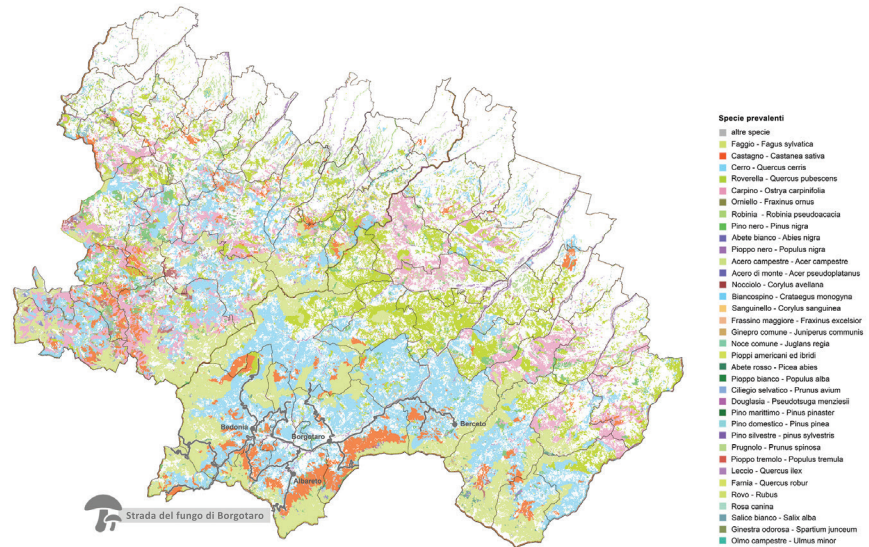 Specie prevalenti
altre specie
Faggio - Fagus sylvatica
Castagno - Castanea sativa
Cerro - Quercus cerris
Roverella - Quercus pubescens
Carpino - Ostrya carpinifolia
Orniello - Fraxinus ornus
Robinia - Robinia pseudoacacia
Pino nero - Pinus nigra
Abete bianco - Abies nigra
Pioppo nero - Populus nigra
Acero campestre - Acer campestre
Acero di monte - Acer pseudoplatanus
Nocciolo - Corylus avellana
Biancospino - Crataegus monogyna
Sanguinello - Corylus sanguinea
Frassino maggiore - Fraxinus excelsior
Ginepro comune - Juniperus communis
Noce comune - Juglans regia
Pioppi americani ed ibridi
Abete rosso - Picea abies
Pioppo bianco - Populus alba
Ciliegio selvatico - Prunus avium
Douglasia - Pseudotsuga menziesii
Pino marittimo - Pinus pinaster
Pino domestico - Pinus pinea
Pino silvestre - pinus sylvestris
Prugnolo - Prunus spinosa
Pioppo tremolo - Populus tremula
Leccio - Quercus ilex
Farnia - Quercus robur
Rovo - Rubus
Rosa canina
Salice bianco - Salix alba
Ginestra odorosa - Spartium junceum
Olmo campestre - Ulmus minor
Bedonia
Borgotaro
Berceto
Albareto
Strada del fungo di Borgotaro